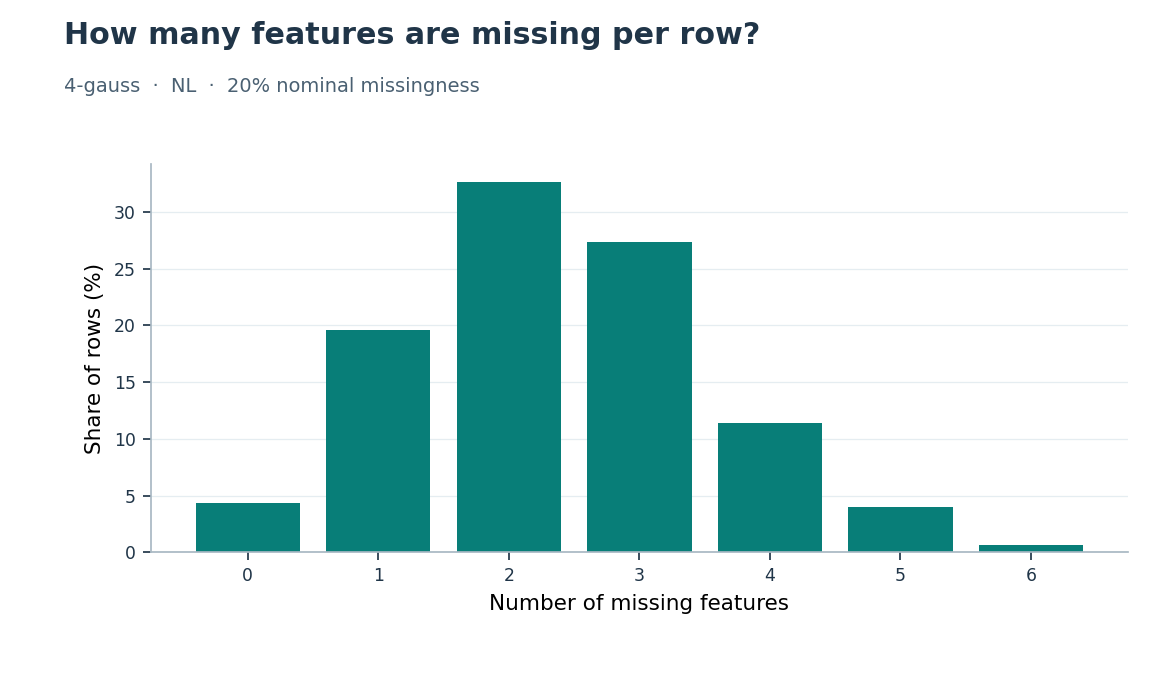 How many features are missing per row?
4-gauss · NL · 20% nominal missingness
Share of rows (%)
30
25
20
15
10
5
0
0 1 2 3 4 5 6
Number of missing features